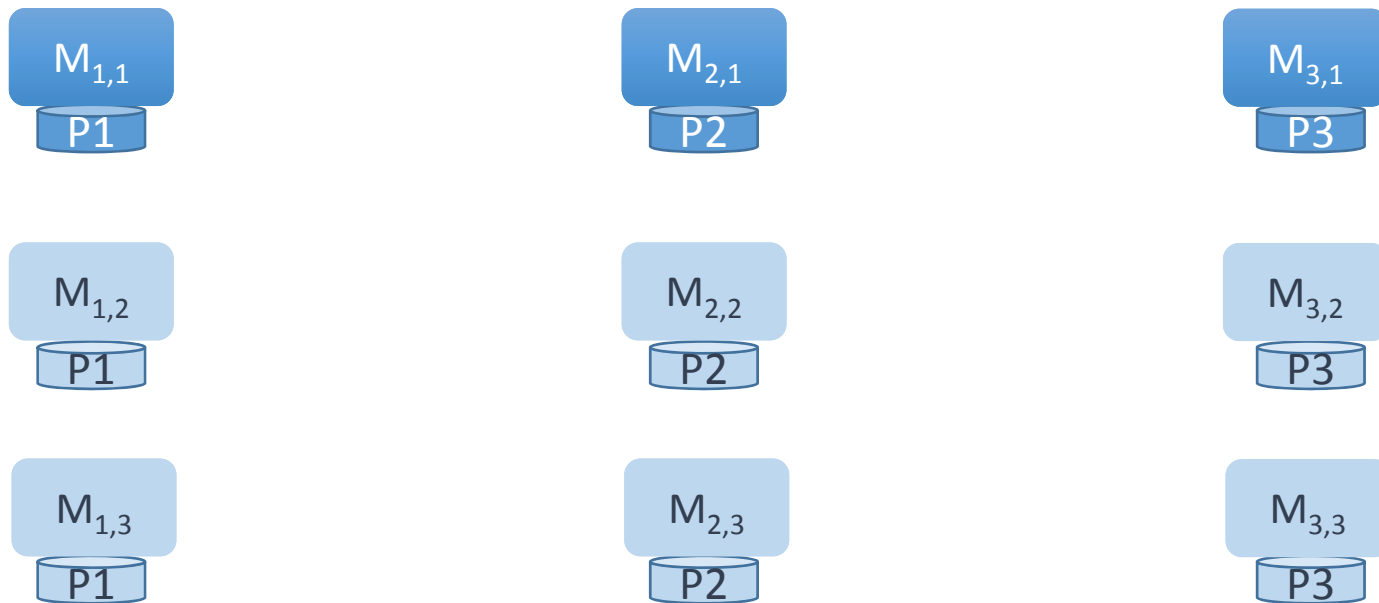 M1,1 M2,1 M3,1
P1 P2 P3
M1,2 M2,2 M3,2
P1 P2 P3
M1,3 M2,3 M3,3
P1 P2 P3